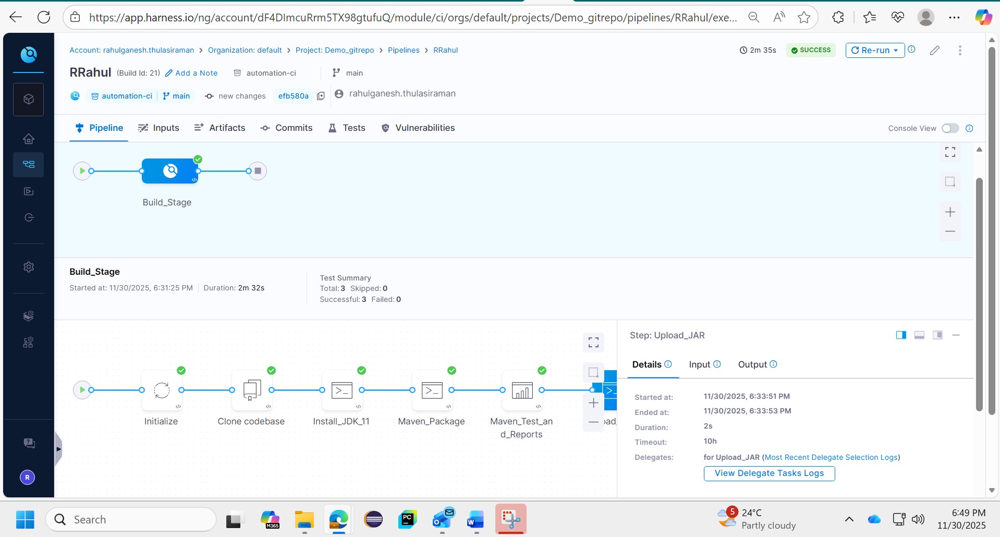 https://app.harness.io/ng/account/dF4DImcuRrm5TX98gtufuQ/module/ci/orgs/default/projects/Demo_gitrepo/pipelines/RRahul/exe...
Account: rahulganesh.thulasiraman > Organization: default > Project: Demo_gitrepo > Pipelines > RRahul
2m 35s
SUCCESS
Re-run
RRahul (Build Id: 21) Add a Note automation-ci main
automation-ci main new changes efb580a rahulganesh.thulasiraman
Pipeline Inputs Artifacts Commits Tests Vulnerabilities
Console View
Build_Stage
Build_Stage
Started at: 11/30/2025, 6:31:25 PM Duration: 2m 32s
Test Summary
Total: 3 Skipped: 0
Successful: 3 Failed: 0
Initialize
Clone codebase
Install_JDK_11
Maven_Package
Maven_Test_an
d_Reports
Step: Upload_JAR
Details Input Output
Started at: 11/30/2025, 6:33:51 PM
Ended at: 11/30/2025, 6:33:53 PM
Duration: 2s
Timeout: 10h
Delegates: for Upload_JAR (Most Recent Delegate Selection Logs)
View Delegate Tasks Logs
R
Search
M365
PC
W
5
24°C
Partly cloudy
6:49 PM
11/30/2025